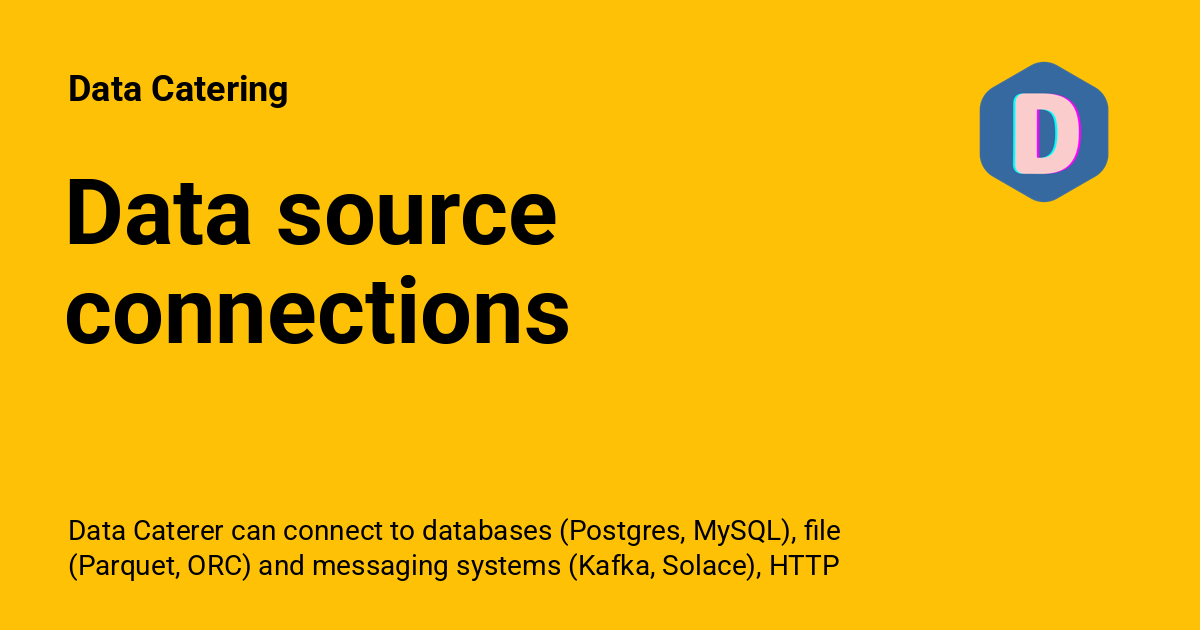 Data Catering
D
Data source
connections
Data Caterer can connect to databases (Postgres, MySQL), file
(Parquet, ORC) and messaging systems (Kafka, Solace), HTTP